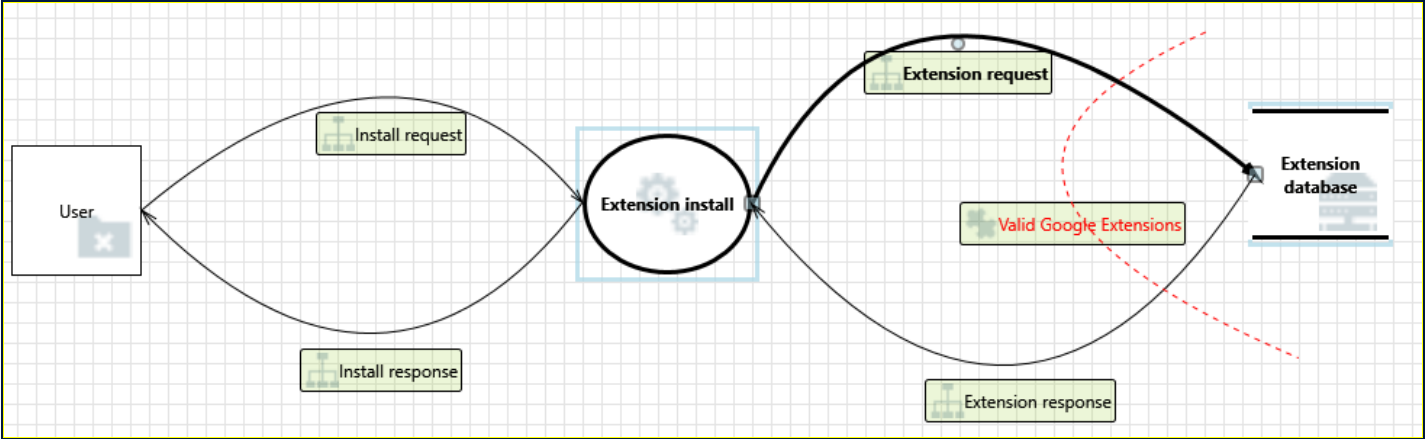 Extension request
Install request
Extension
database
Extension install
User
Valid Google Extensions
Install response
Extension response